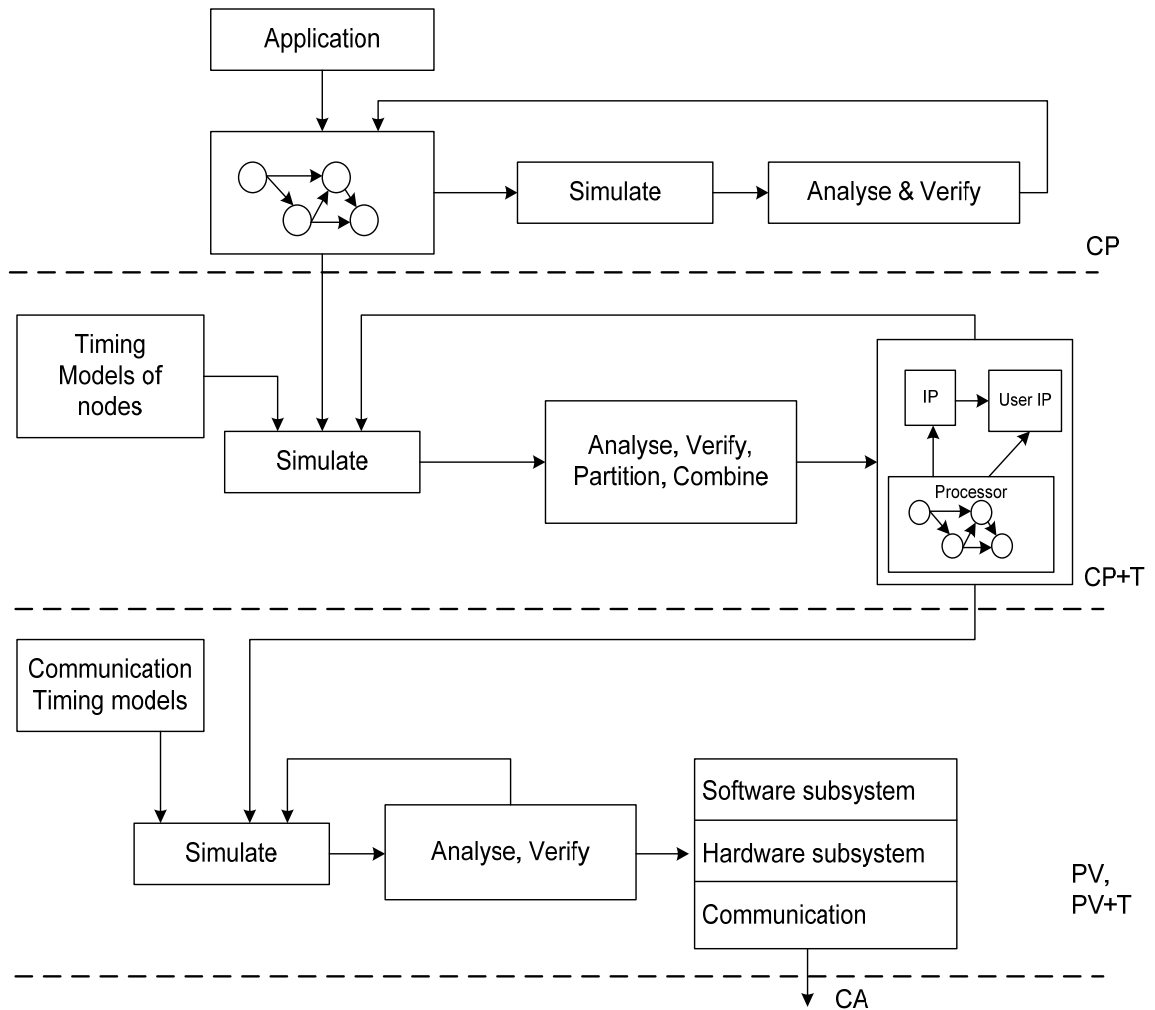 Application
Simulate
Analyse & Verify
CP
Timing
Models of
nodes
Simulate
Analyse, Verify,
Partition, Combine
IP
User IP
Processor
CP+T
Communication
Timing models
Simulate
Analyse, Verify
Software subsystem
Hardware subsystem
Communication
PV,
PV+T
CA